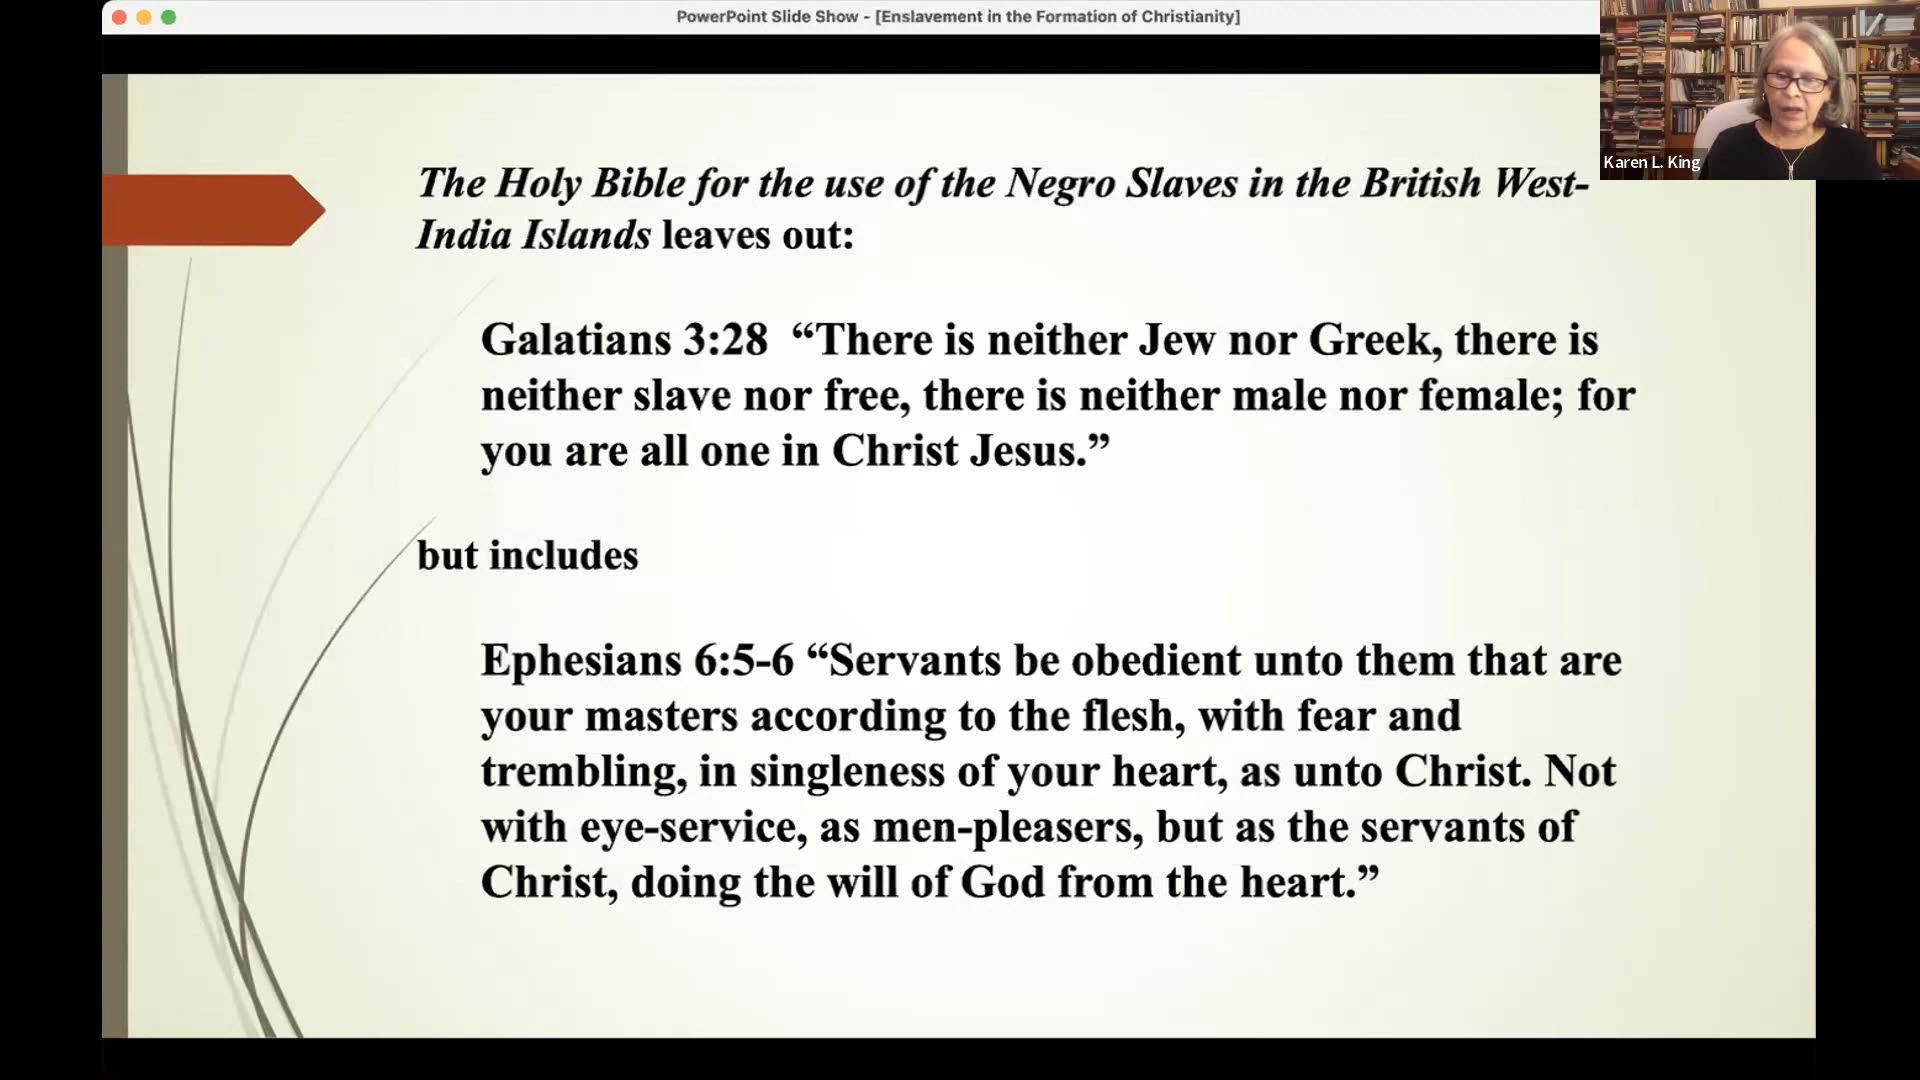 PowerPoint Slide Show - [Enslavement in the Formation of Christianity]
Karen L. King
The Holy Bible for the use of the Negro Slaves in the British West-
India Islands leaves out:
Galatians 3:28 “There is neither Jew nor Greek, there is
neither slave nor free, there is neither male nor female; for
you are all one in Christ Jesus.”
but includes
Ephesians 6:5-6 “Servants be obedient unto them that are
your masters according to the flesh, with fear and
trembling, in singleness of your heart, as unto Christ. Not
with eye-service, as men-pleasers, but as the servants of
Christ, doing the will of God from the heart.”